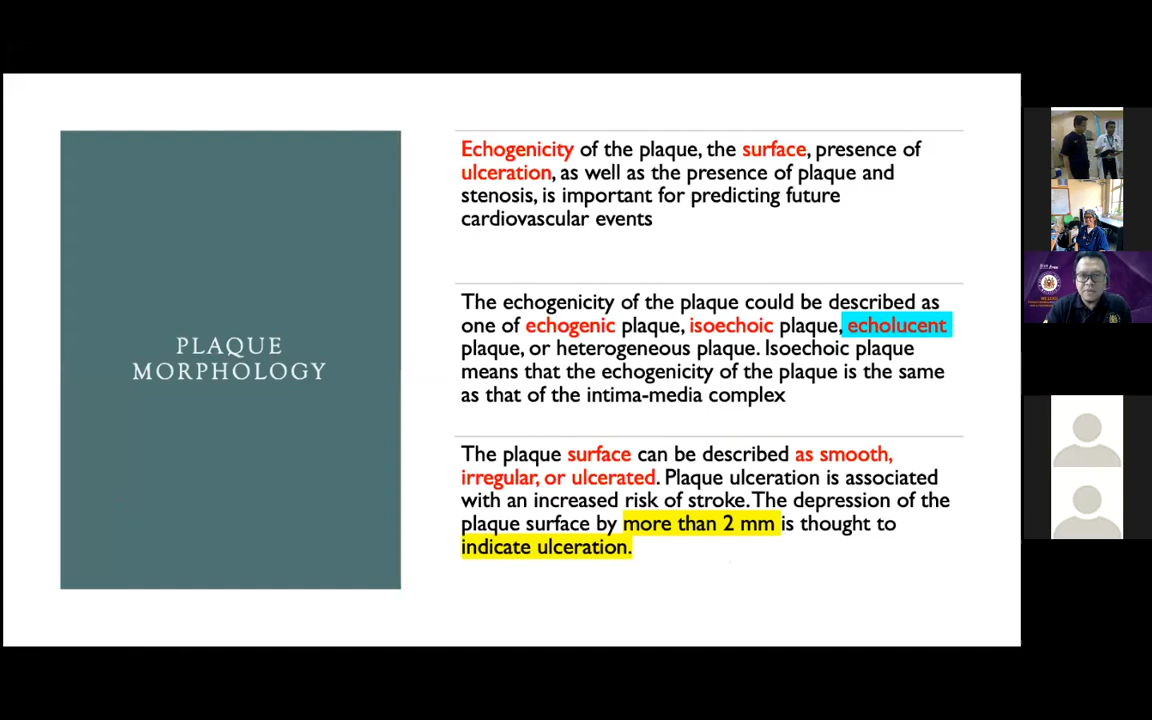 PLAQUE
MORPHOLOGY
Echogenicity of the plaque, the surface, presence of
ulceration, as well as the presence of plaque and
stenosis, is important for predicting future
cardiovascular events
The echogenicity of the plaque could be described as
one of echogenic plaque, isoechoic plaque, echolucent
plaque, or heterogeneous plaque. Isoechoic plaque
means that the echogenicity of the plaque is the same
as that of the intima-media complex
The plaque surface can be described as smooth,
irregular, or ulcerated. Plaque ulceration is associated
with an increased risk of stroke. The depression of the
plaque surface by more than 2 mm is thought to
indicate ulceration.